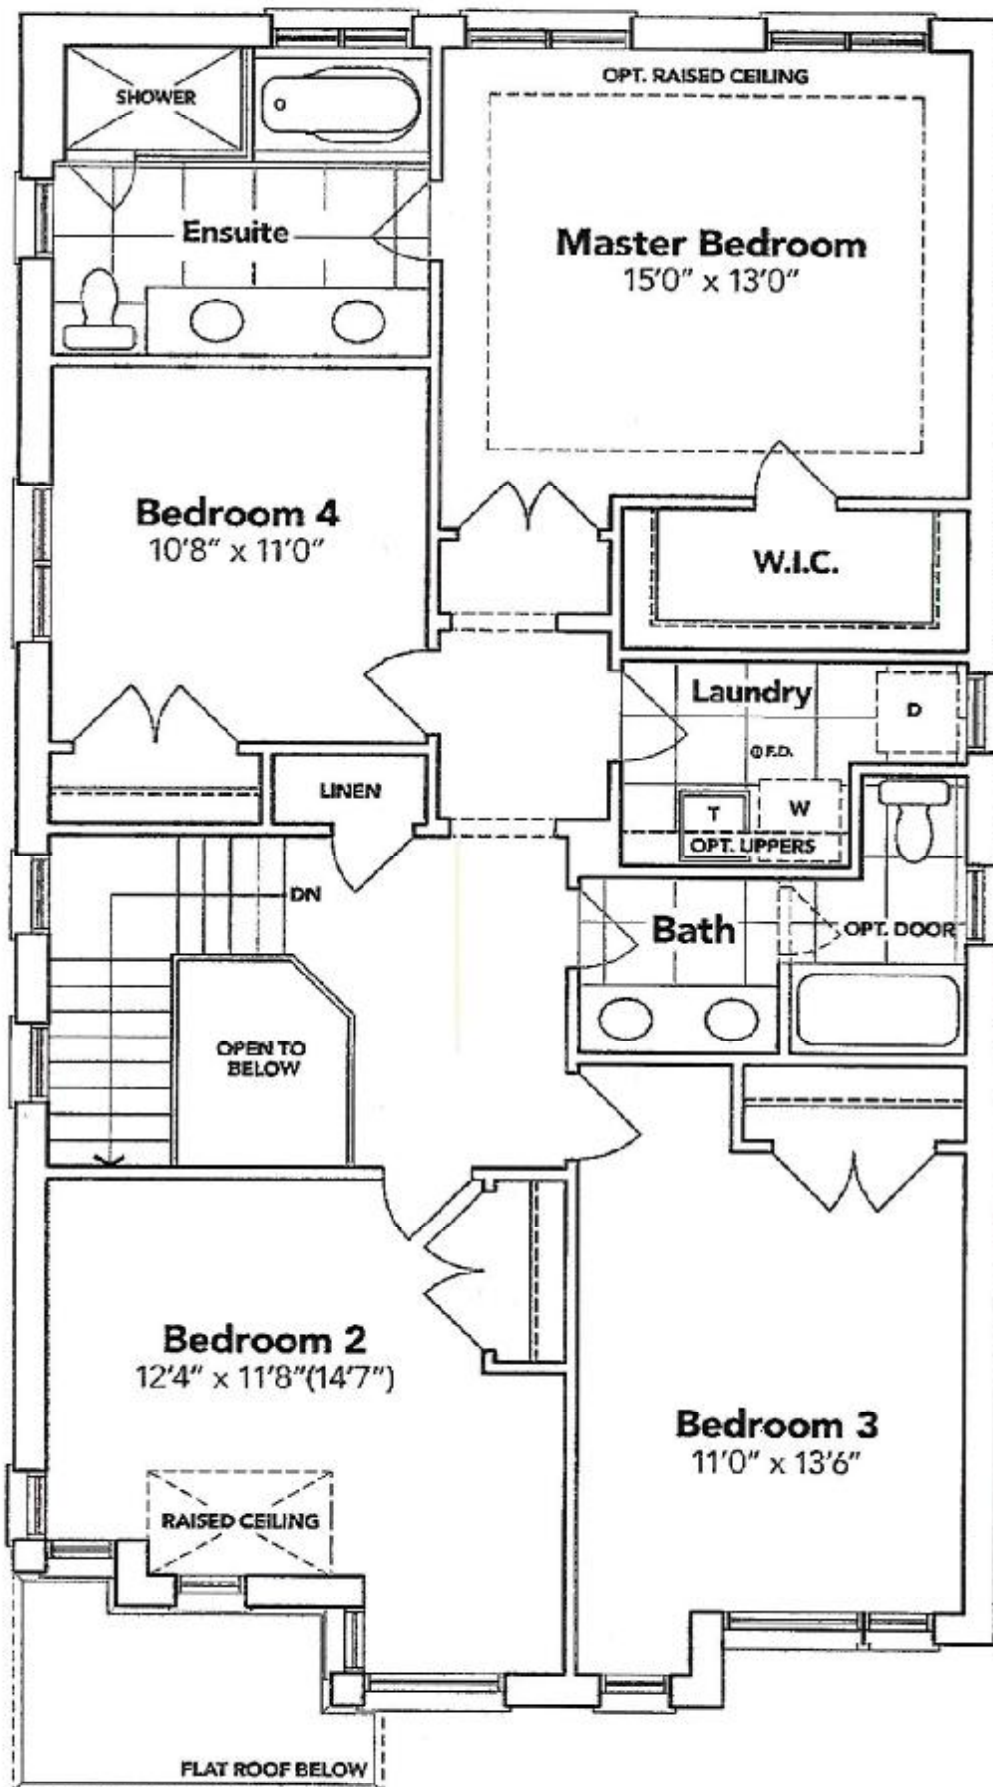 OPT. RAISED CEILING
SHOWER
Ensuite
Master Bedroom
15'0" x 13'0"
Bedroom 4
10'8" x 11'0"
W.I.C.
Laundry
D
F.D.
LINEN
T
W
OPT. UPPERS
DN
Bath
OPT. DOOR
OPEN TO
BELOW
Bedroom 2
12'4" x 11'8"(14'7")
Bedroom 3
11'0" x 13'6"
RAISED CEILING
FLAT ROOF BELOW